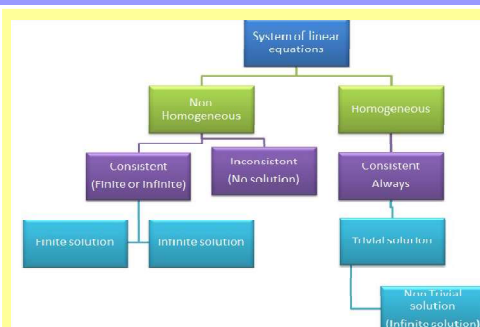 System of linear
equations
Non
Homogeneous
Homogeneous
Consistent
(Finite or Infinite)
Inconsistent
(No solution)
Consistent
Always
Finite solution
Infinite solution
Trivial solution
Non Trivial
solution
(Infinite solution)